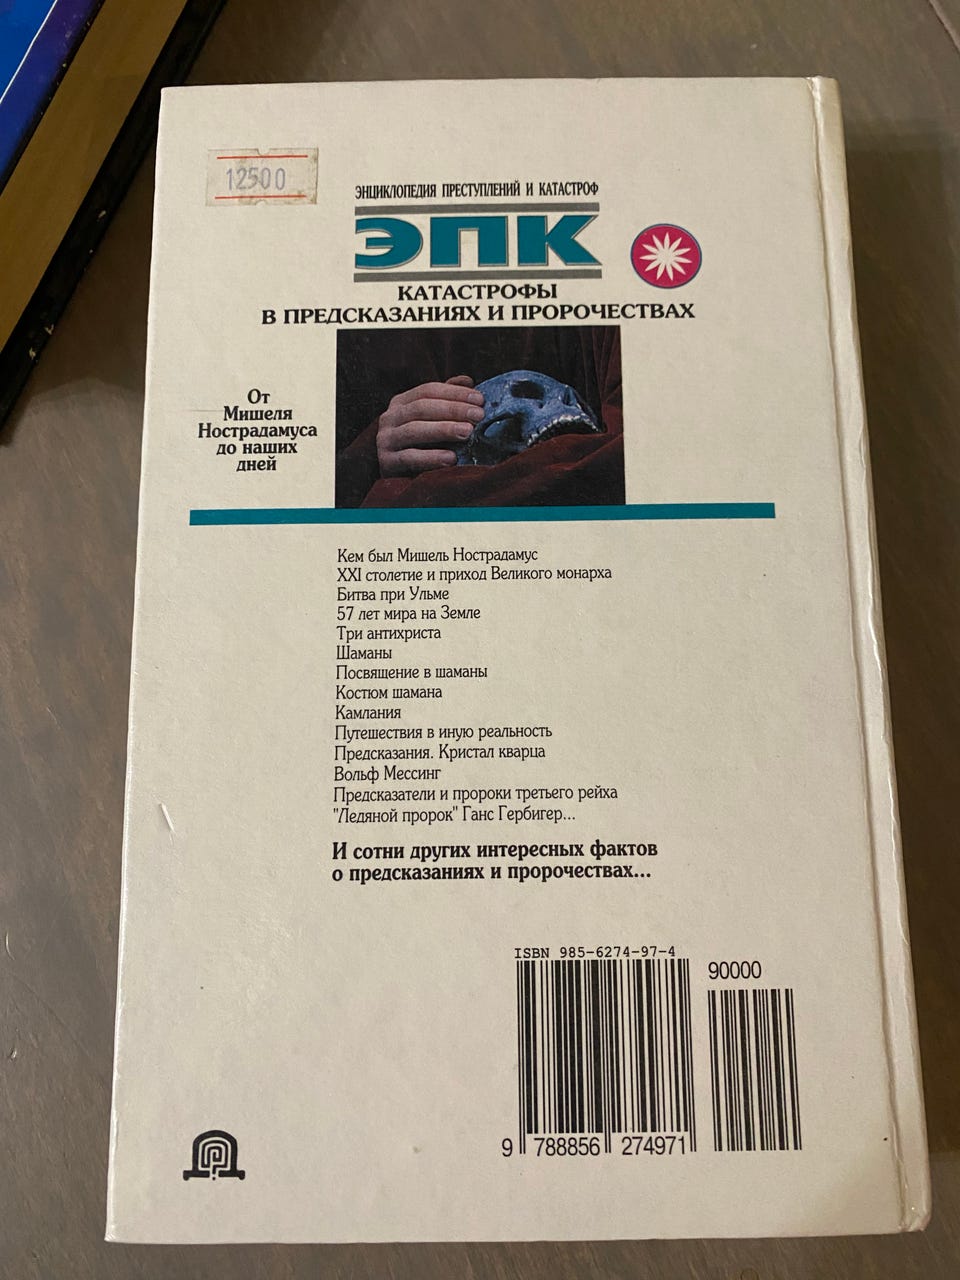 12500
ЭНЦИКЛОПЕДИЯ ПРЕСТУПЛЕНИЙ И КАТАСТРОФ
ЭПК
КАТАСТРОФЫ
В ПРЕДСКАЗАНИЯХ И ПРОРОЧЕСТВАХ
От
Мишеля
Нострадамуса
до наших
дней
Кем был Мишель Нострадамус
XXI столетие и приход Великого монарха
Битва при Ульме
57 лет мира на Земле
Три антихриста
Шаманы
Посвящение в шаманы
Костюм шамана
Камлания
Путешествия в иную реальность
Предсказания. Кристал кварца
Вольф Мессинг
Предсказатели и пророки третьего рейха
"Ледяной пророк" Ганс Гербигер...
И сотни других интересных фактов
о предсказаниях и пророчествах...
ISBN 985-6274-97-4
90000
9 788856 274971